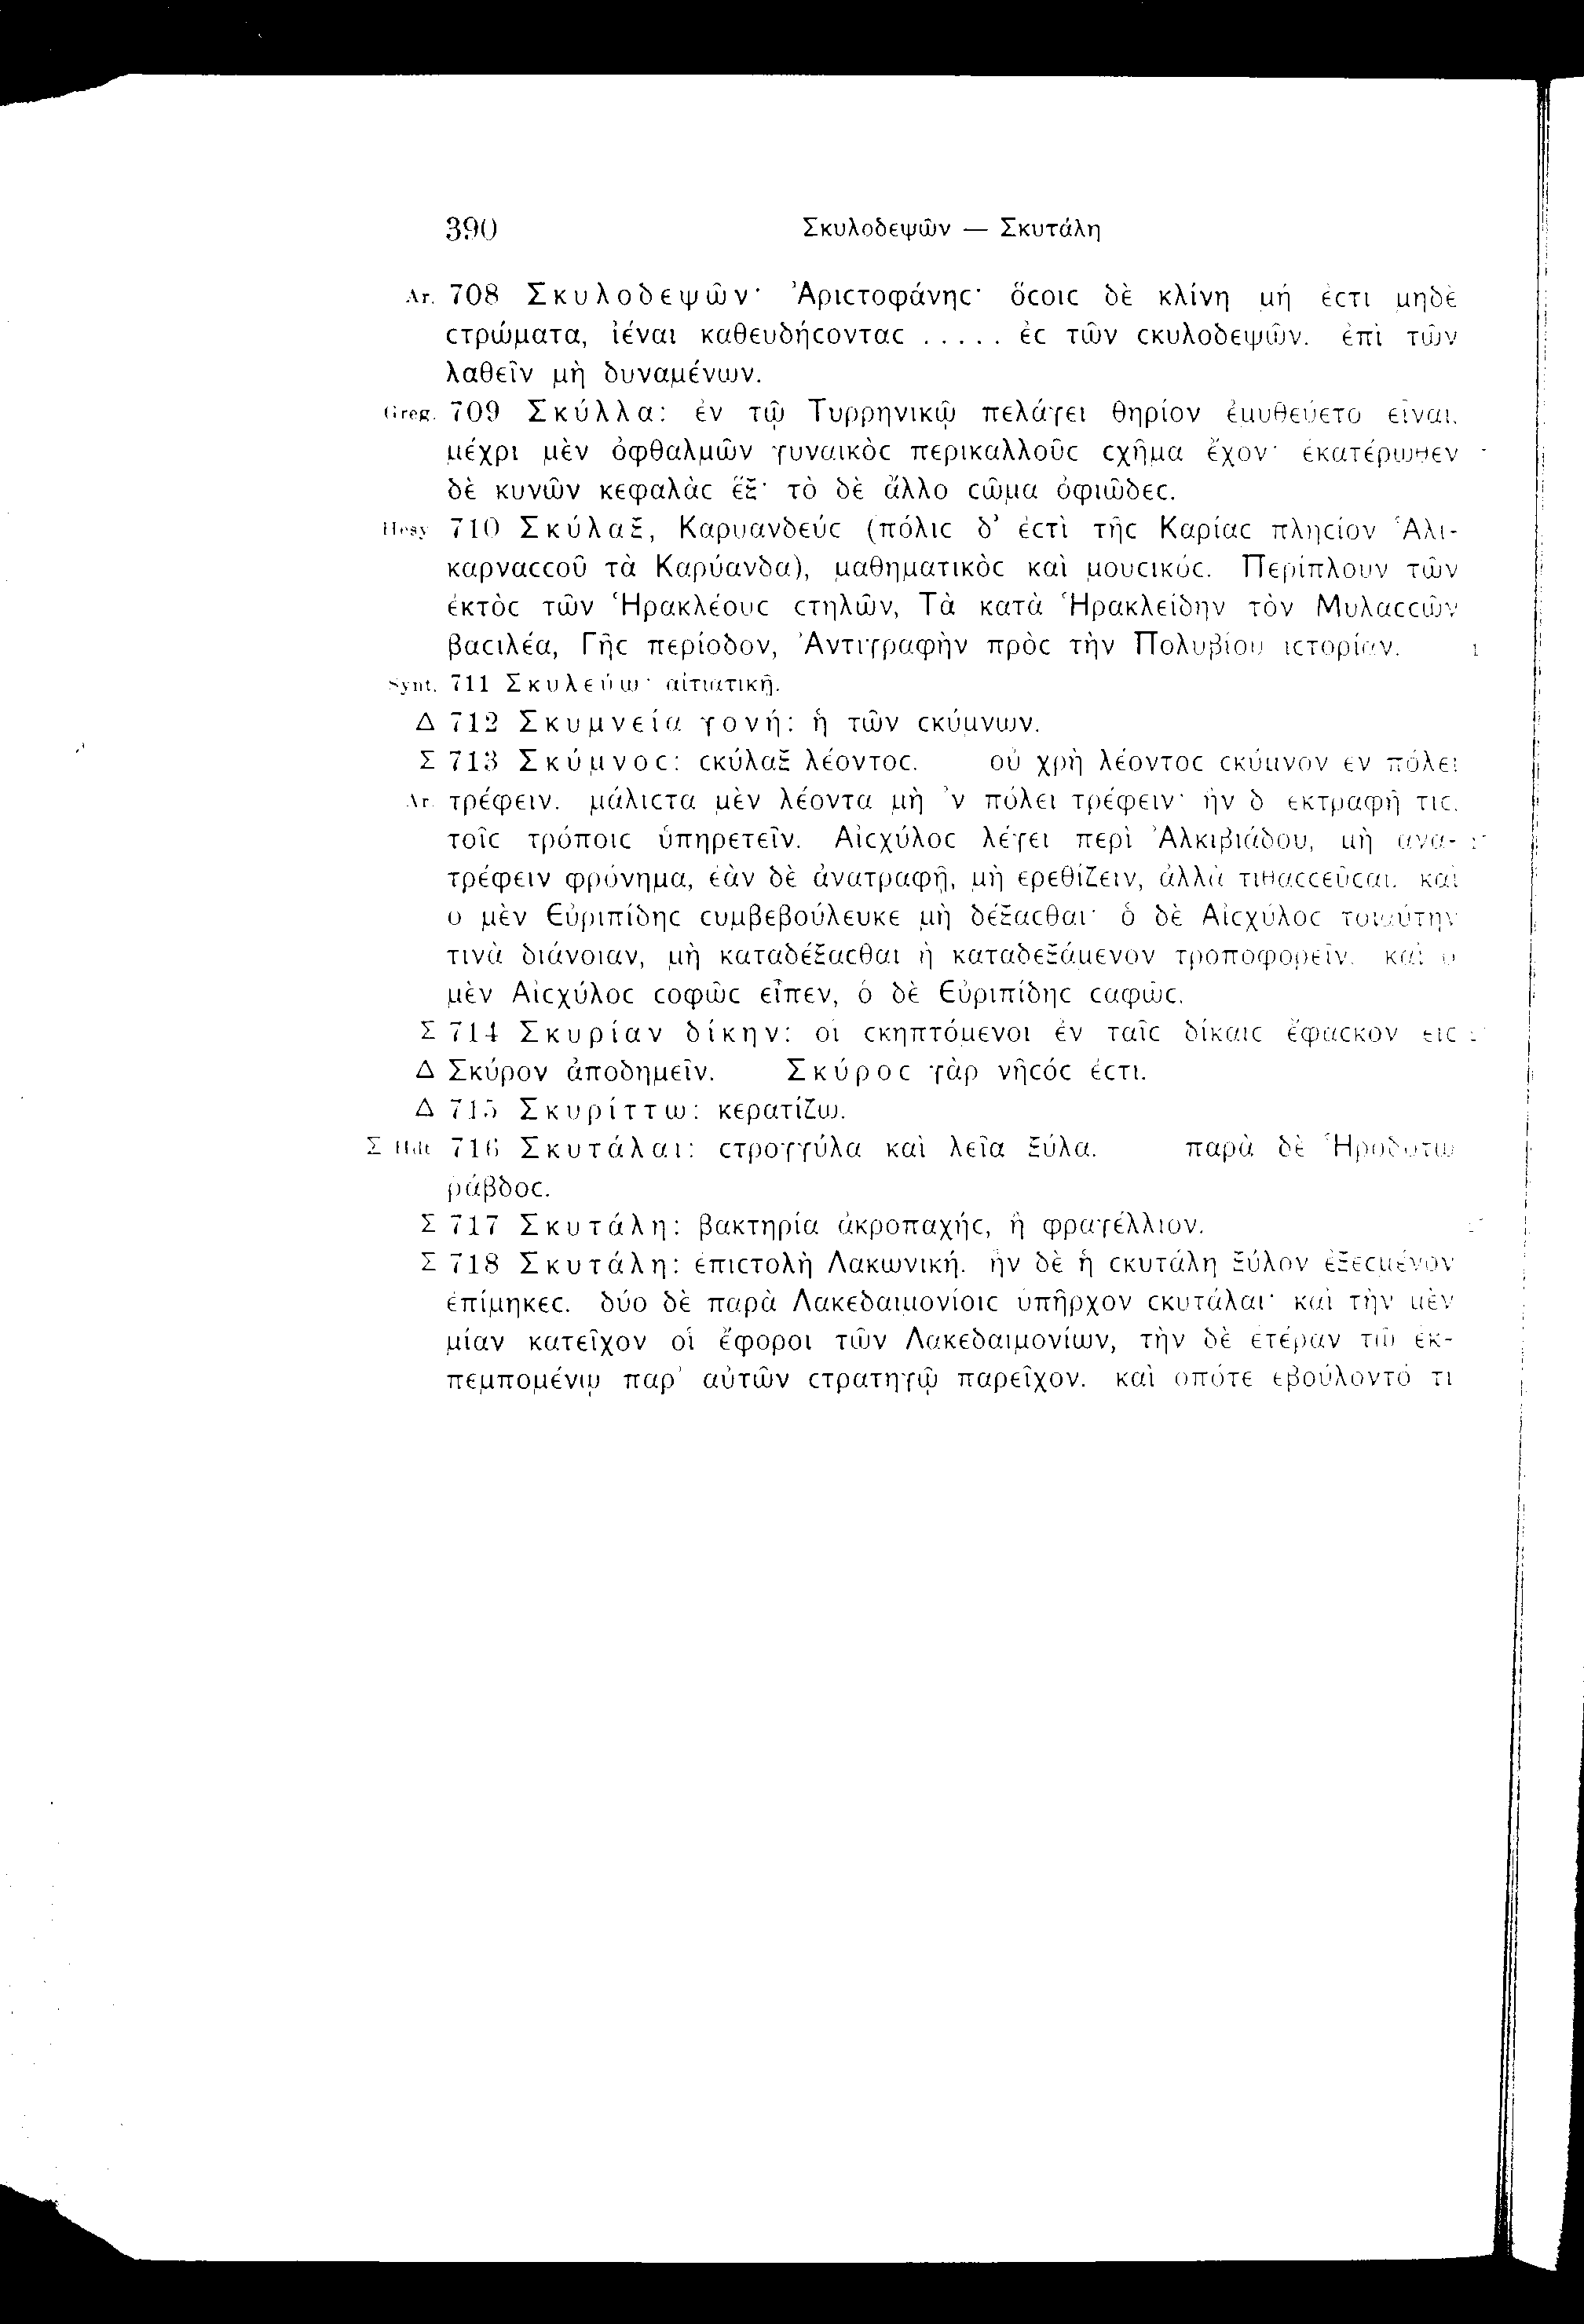 390 Σκυλοδεψῶν — Σκυτάλη
Ar. 708 Σκυλοδεψῶν· Ἀριϲτοφάνηϲ· ὅϲοιϲ δὲ κλίνη μή ἐϲτι μηδὲ
ϲτρώματα, ἰέναι καθευδήϲονταϲ ..... ἐϲ τῶν ϲκυλοδεψῶν. ἐπὶ τῶν
λαθεῖν μὴ δυναμένων.
Greg. 709 Σκύλλα: ἐν τῷ Τυρρηνικῷ πελάγει θηρίον ἐμυθεύετο εἶναι,
μέχρι μὲν ὀφθαλμῶν γυναικὸϲ περικαλλοῦϲ ϲχῆμα ἔχον· ἑκατέρωθεν
δὲ κυνῶν κεφαλὰϲ ἕξ· τὸ δὲ ἄλλο ϲῶμα ὀφιῶδεϲ.
Hesy 710 Σκύλαξ, Καρυανδεύϲ (πόλιϲ δ’ ἐϲτὶ τῆϲ Καρίαϲ πληϲίον Ἁλι-
καρναϲϲοῦ τὰ Καρύανδα), μαθηματικὸϲ καὶ μουϲικόϲ. Περίπλουν τῶν
ἐκτὸϲ τῶν Ἡρακλέουϲ ϲτηλῶν, Τὰ κατὰ Ἡρακλείδην τὸν Μυλαϲϲῶν
βαϲιλέα, Γῆϲ περίοδον, Ἀντιγραφὴν πρὸϲ τὴν Πολυβίου ἱϲτορίαν.
Synt. 711 Σκυλεύω· αἰτιατικῇ.
Δ 712 Σκυμνεία γονή: ἡ τῶν ϲκύμνων.
Σ 713 Σκύμνοϲ: ϲκύλαξ λέοντοϲ. οὐ χρὴ λέοντοϲ ϲκύμνον ἐν πόλει
Ar. τρέφειν. μάλιϲτα μὲν λέοντα μὴ ’ν πόλει τρέφειν· ἢν δ’ ἐκτραφῇ τιϲ,
τοῖϲ τρόποιϲ ὑπηρετεῖν. Αἰϲχύλοϲ λέγει περὶ Ἀλκιβιάδου, μὴ ἀνα-
τρέφειν φρόνημα, ἐὰν δὲ ἀνατραφῇ, μὴ ἐρεθίζειν, ἀλλὰ τιθαϲϲεῦϲαι. καὶ
ὁ μὲν Εὐριπίδηϲ ϲυμβεβούλευκε μὴ δέξαϲθαι· ὁ δὲ Αἰϲχύλοϲ τοιαύτην
τινὰ διάνοιαν, μὴ καταδέξαϲθαι ἢ καταδεξάμενον τροποφορεῖν. καὶ ὁ
μὲν Αἰϲχύλοϲ ϲοφῶϲ εἶπεν, ὁ δὲ Εὐριπίδηϲ ϲαφῶϲ.
Σ 714 Σκυρίαν δίκην: οἱ ϲκηπτόμενοι ἐν ταῖϲ δίκαιϲ ἔφαϲκον εἰϲ
Δ Σκῦρον ἀποδημεῖν. Σκύροϲ γὰρ νῆϲόϲ ἐϲτι.
Δ 715 Σκυρίττω: κερατίζω.
Σ Hdt 716 Σκυτάλαι: ϲτρογγύλα καὶ λεῖα ξύλα. παρὰ δὲ Ἡροδότῳ
ῥάβδοϲ.
Σ 717 Σκυτάλη: βακτηρία ἀκροπαχήϲ, ἢ φραγέλλιον.
Σ 718 Σκυτάλη: ἐπιϲτολὴ Λακωνική. ἦν δὲ ἡ ϲκυτάλη ξύλον ἐξεϲμένον
ἐπίμηκεϲ. δύο δὲ παρὰ Λακεδαιμονίοιϲ ὑπῆρχον ϲκυτάλαι· καὶ τὴν μὲν
μίαν κατεῖχον οἱ ἔφοροι τῶν Λακεδαιμονίων, τὴν δὲ ἑτέραν τῷ ἐκ-
πεμπομένῳ παρ’ αὐτῶν ϲτρατηγῷ παρεῖχον. καὶ ὁπότε ἐβούλοντό τι